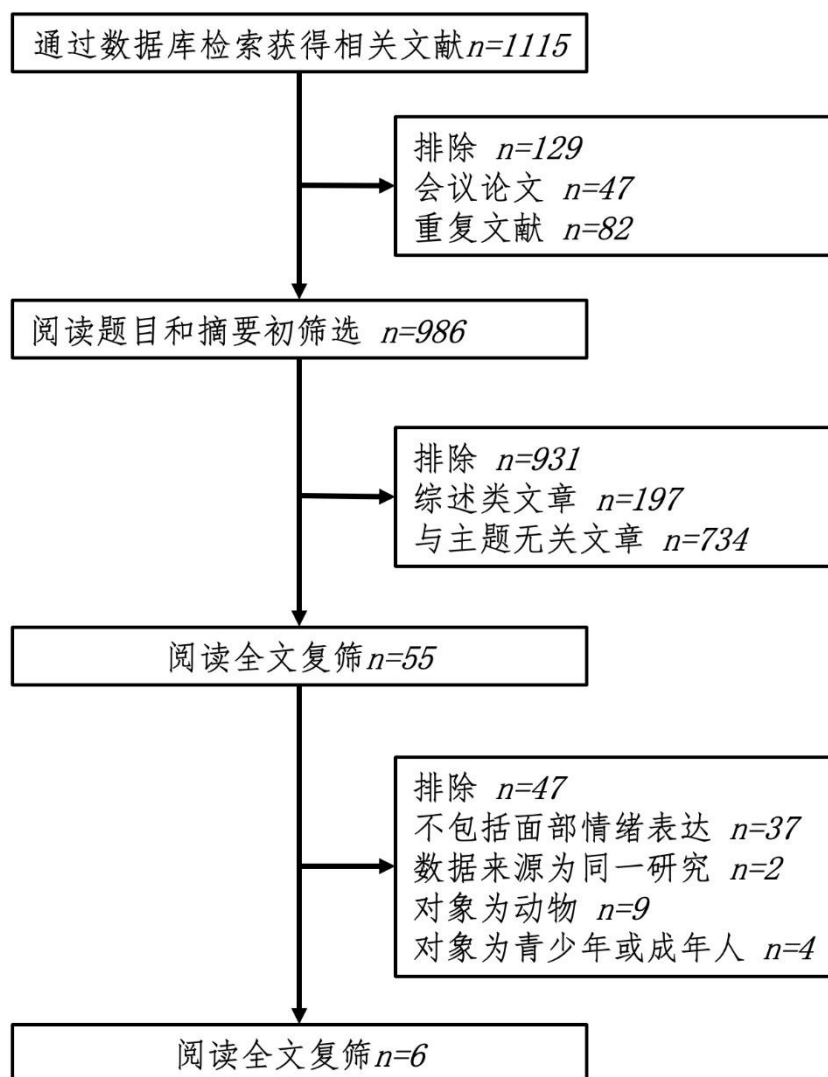 通过数据库检索获得相关文献n=1115
排除 n=129
会议论文 n=47
重复文献 n=82
阅读题目和摘要初筛选 n=986
排除 n=931
综述类文章 n=197
与主题无关文章 n=734
阅读全文复筛n=55
排除 n=47
不包括面部情绪表达 n=37
数据来源为同一研究 n=2
对象为动物 n=9
对象为青少年或成年人 n=4
阅读全文复筛n=6